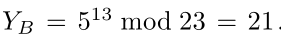 Y_B = 5^{13} mod 23 = 21.